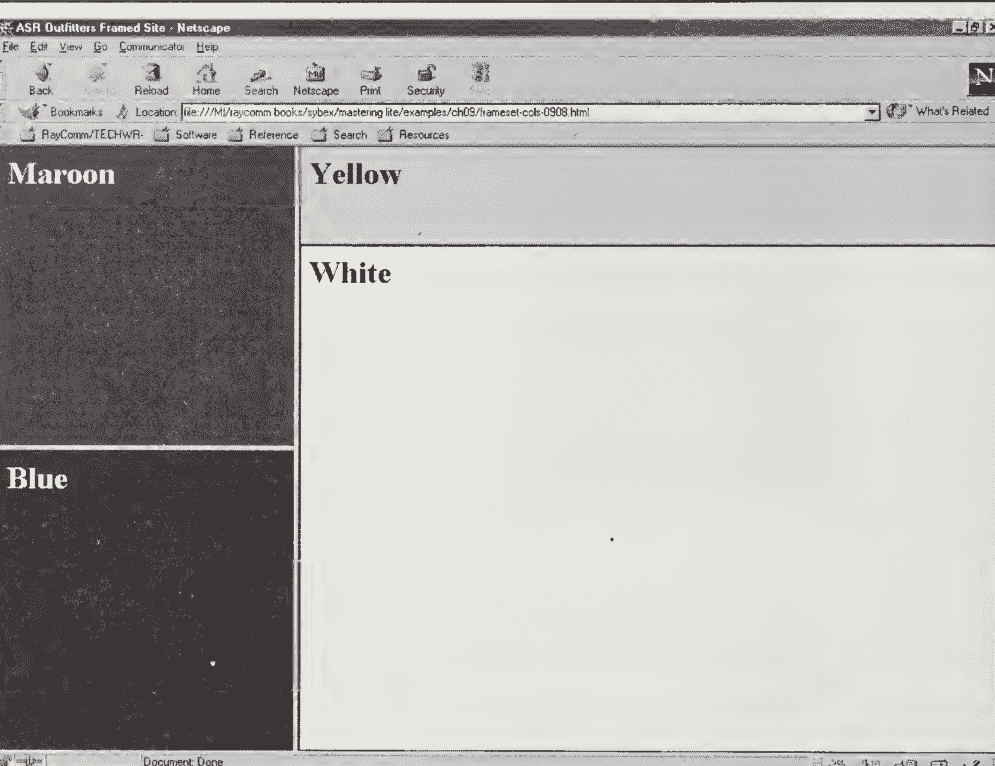 ASR Outfitters Framed Site - Netscape
File Edit View Go Communicator Help
Back Reload Home Search Netscape Print Security
Bookmarks Location: file:///M|/raycomm books/sybex/mastering lite/examples/ch09/frameset-cols-0908.html What's Related
RayComm/TECHWR- Software Reference Search Resources
Maroon
Yellow
White
Blue
Document: Done